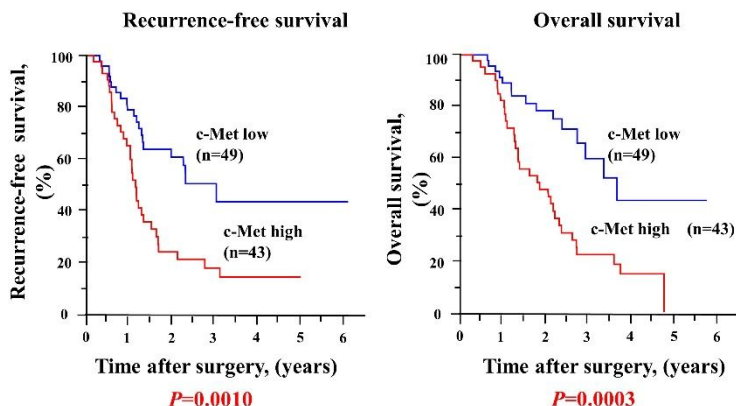 Recurrence-free survival
Recurrence-free survival,
(%)
100
80
60
40
20
0
c-Met low
(n=49)
c-Met high
(n=43)
0 1 2 3 4 5 6
Time after surgery, (years)
P=0.0010
Overall survival
Overall survival,
(%)
100
80
60
40
20
0
c-Met low
(n=49)
c-Met high (n=43)
0 1 2 3 4 5 6
Time after surgery, (years)
P=0.0003